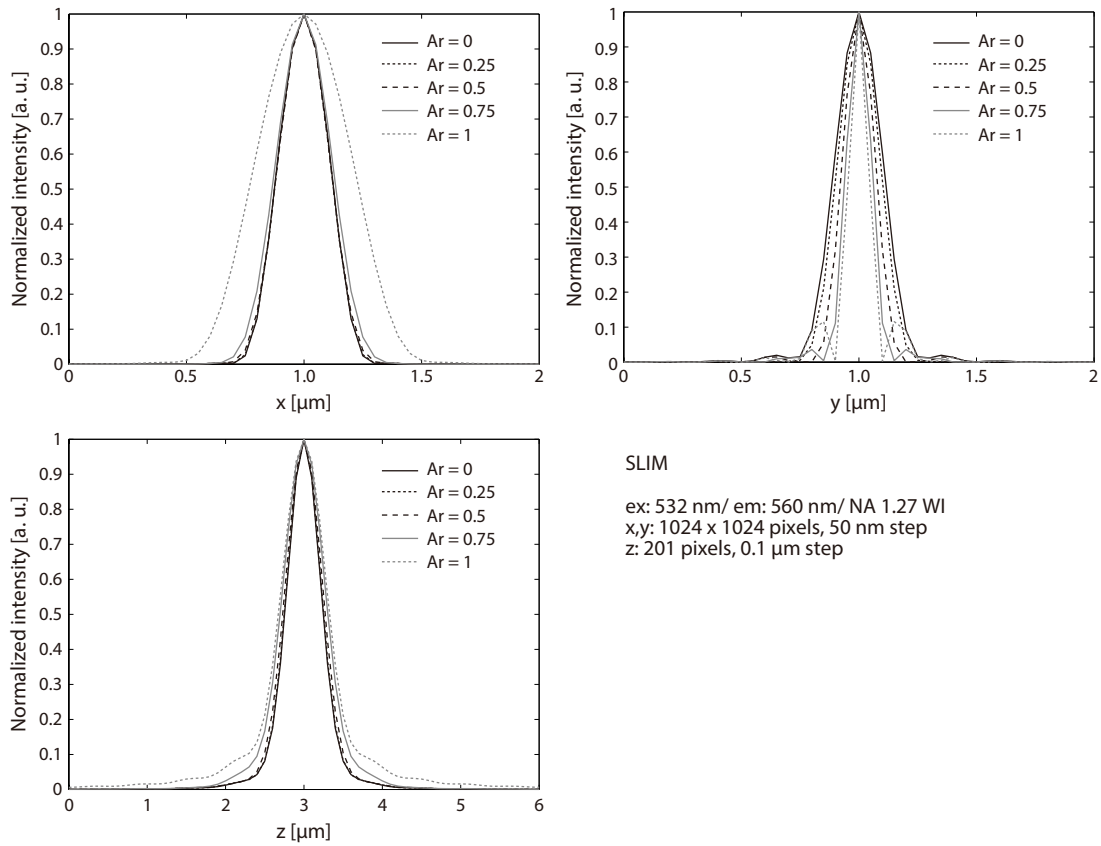 1
0.9
0.8
0.7
0.6
0.5
0.4
0.3
0.2
0.1
0
Normalized intensity [a. u.]
Ar = 0
Ar = 0.25
Ar = 0.5
Ar = 0.75
Ar = 1
0 0.5 1.0 1.5 2
x [µm]
1
0.9
0.8
0.7
0.6
0.5
0.4
0.3
0.2
0.1
0
Normalized intensity [a. u.]
Ar = 0
Ar = 0.25
Ar = 0.5
Ar = 0.75
Ar = 1
0 0.5 1.0 1.5 2
y [µm]
1
0.9
0.8
0.7
0.6
0.5
0.4
0.3
0.2
0.1
0
Normalized intensity [a. u.]
Ar = 0
Ar = 0.25
Ar = 0.5
Ar = 0.75
Ar = 1
0 1 2 3 4 5 6
z [µm]
SLIM
ex: 532 nm/ em: 560 nm/ NA 1.27 WI
x,y: 1024 x 1024 pixels, 50 nm step
z: 201 pixels, 0.1 µm step